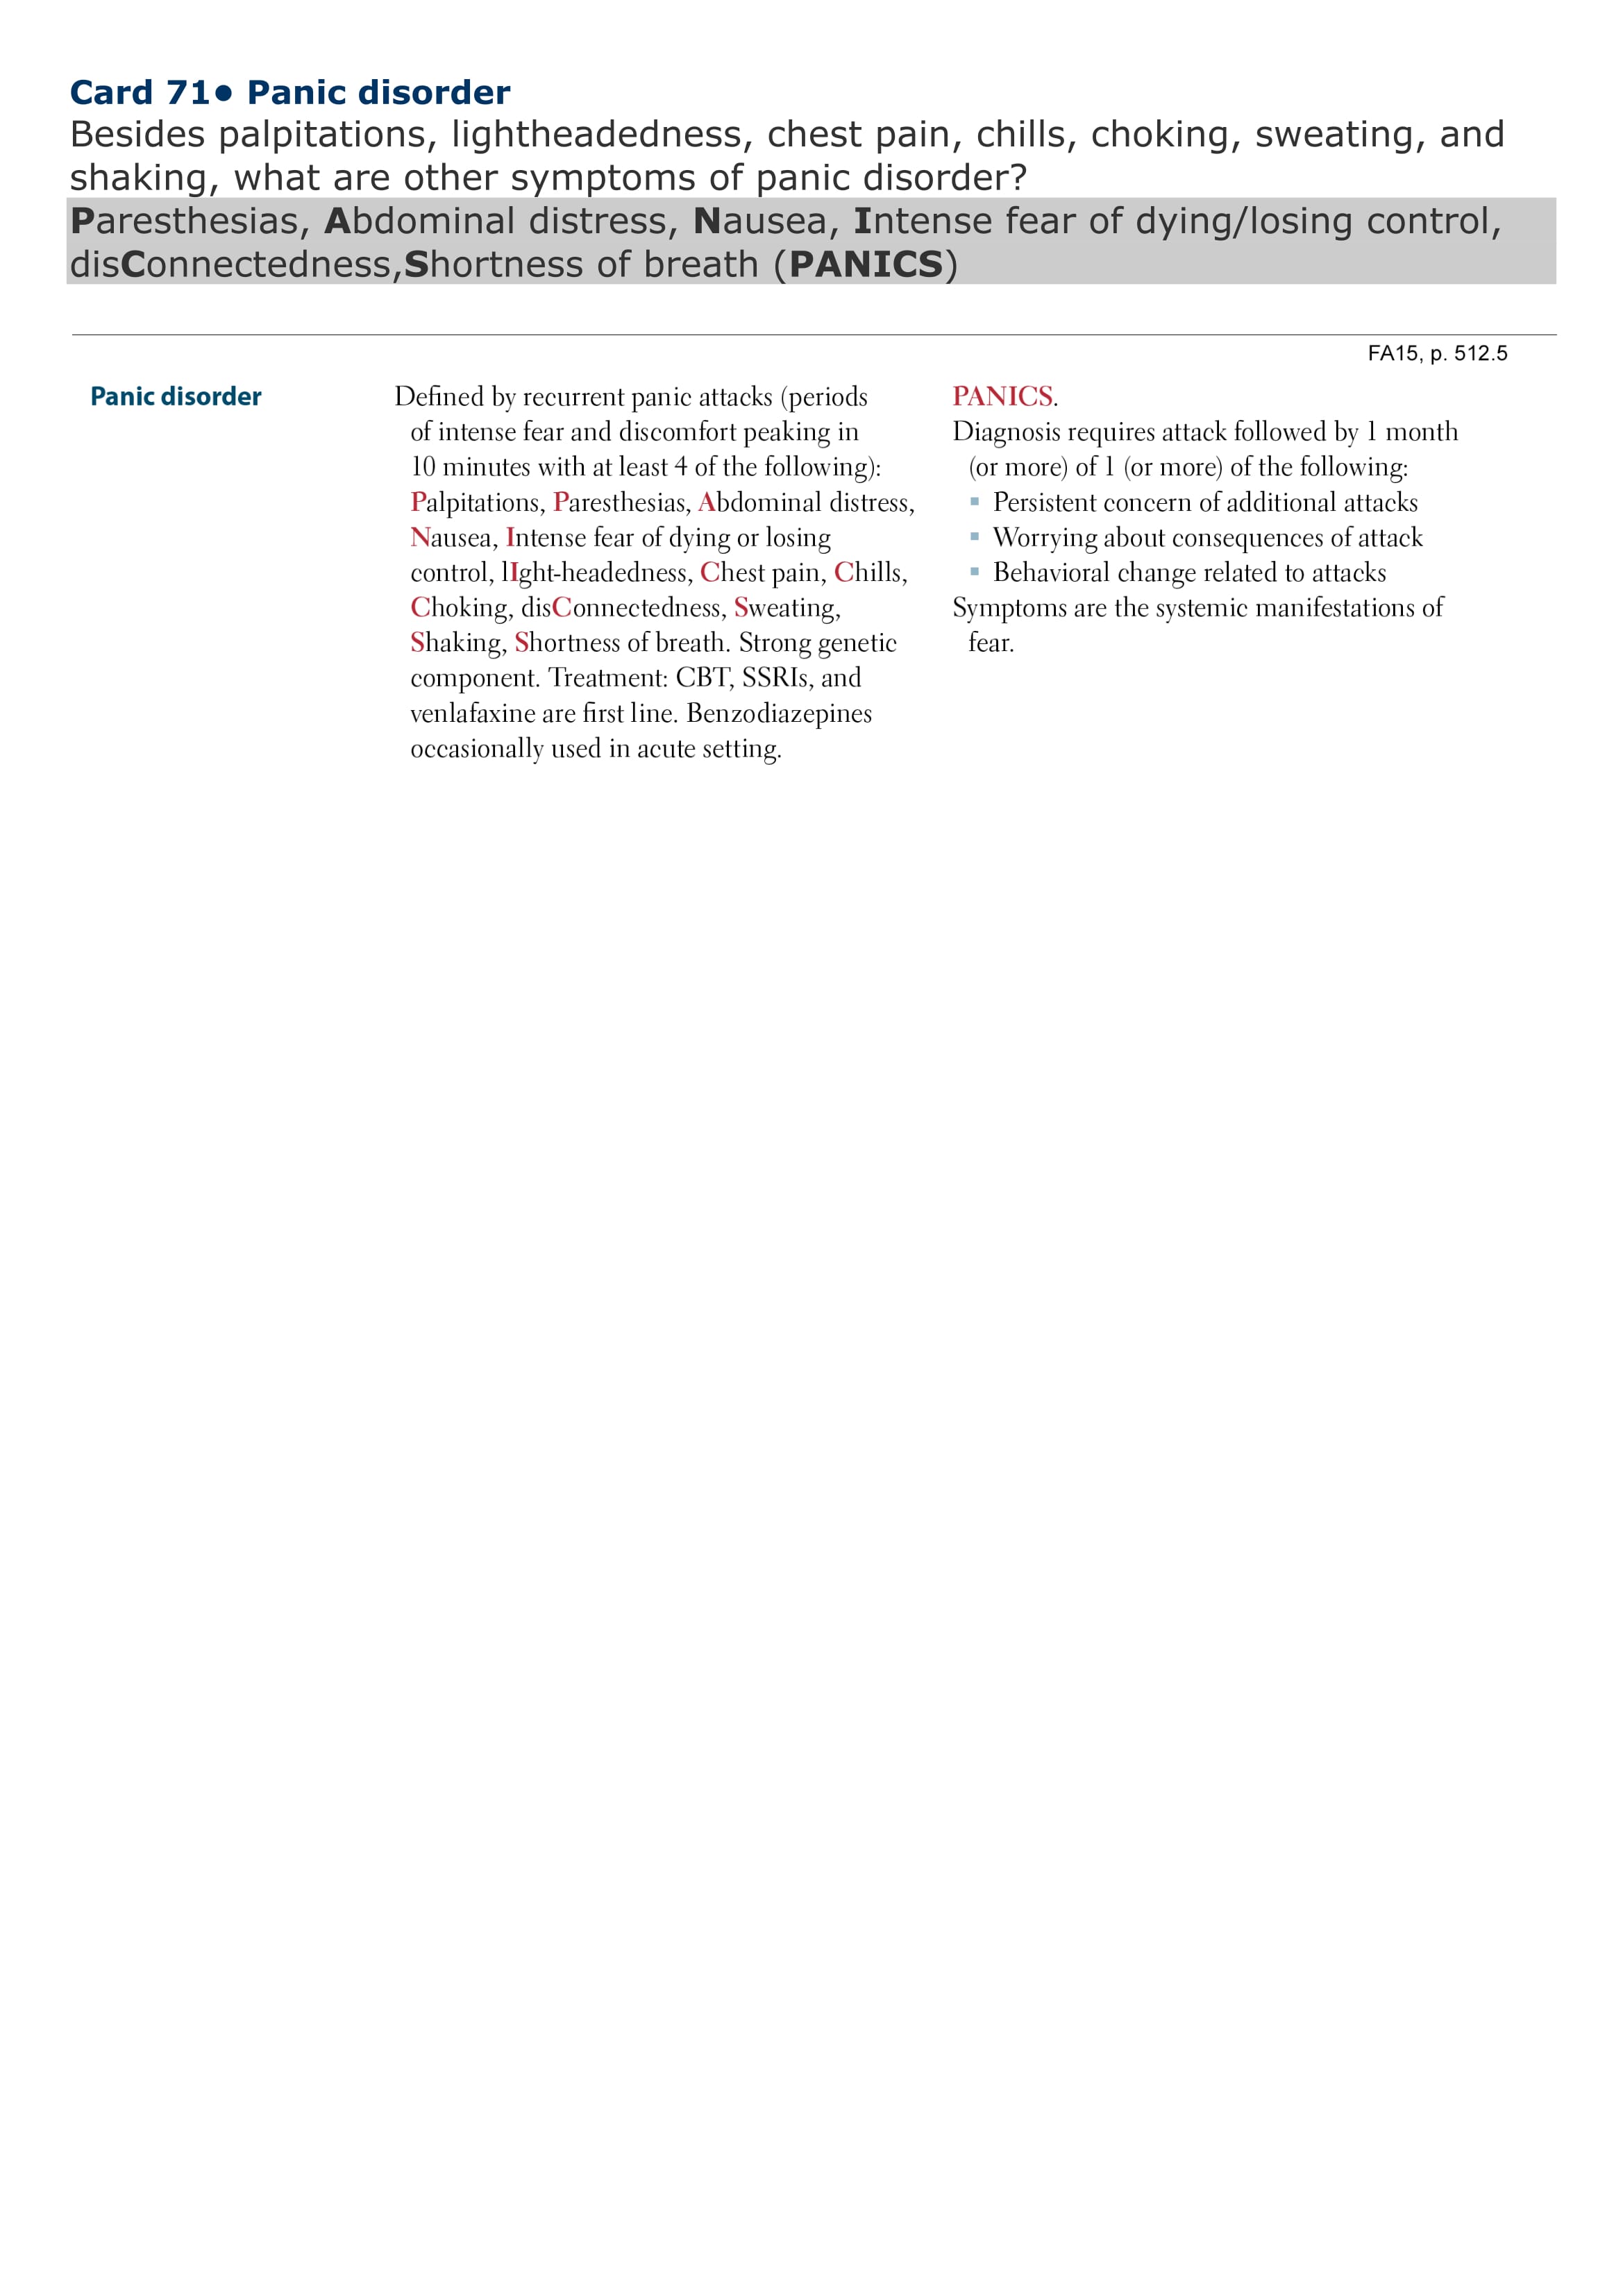 Card 71● Panic disorder
Besides palpitations, lightheadedness, chest pain, chills, choking, sweating, and
shaking, what are other symptoms of panic disorder?
Paresthesias, Abdominal distress, Nausea, Intense fear of dying/losing control,
disConnectedness,Shortness of breath (PANICS)
FA15, p. 512.5
Panic disorder
Defined by recurrent panic attacks (periods
of intense fear and discomfort peaking in
10 minutes with at least 4 of the following):
Palpitations, Paresthesias, Abdominal distress,
Nausea, Intense fear of dying or losing
control, lIght-headedness, Chest pain, Chills,
Choking, disConnectedness, Sweating,
Shaking, Shortness of breath. Strong genetic
component. Treatment: CBT, SSRIs, and
venlafaxine are first line. Benzodiazepines
occasionally used in acute setting.
PANICS.
Diagnosis requires attack followed by 1 month
(or more) of 1 (or more) of the following:
▪ Persistent concern of additional attacks
▪ Worrying about consequences of attack
▪ Behavioral change related to attacks
Symptoms are the systemic manifestations of
fear.